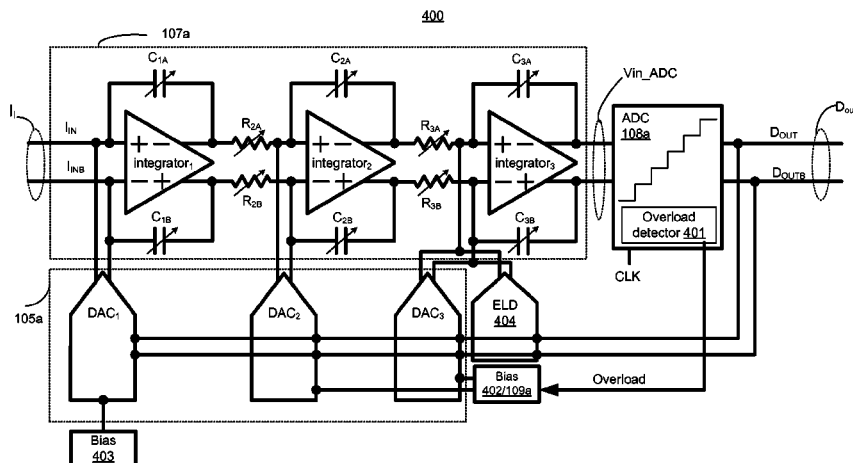 400
107a
C1A
C2A
C3A
Vin_ADC
II
IIN
R2A
R3A
ADC
108a
DOUT
Dou
integrator1
integrator2
integrator3
IINB
R2B
R3B
DOUTB
C1B
C2B
C3B
Overload
detector 401
CLK
105a
DAC1
DAC2
DAC3
ELD
404
Bias
402/109a
Overload
Bias
403